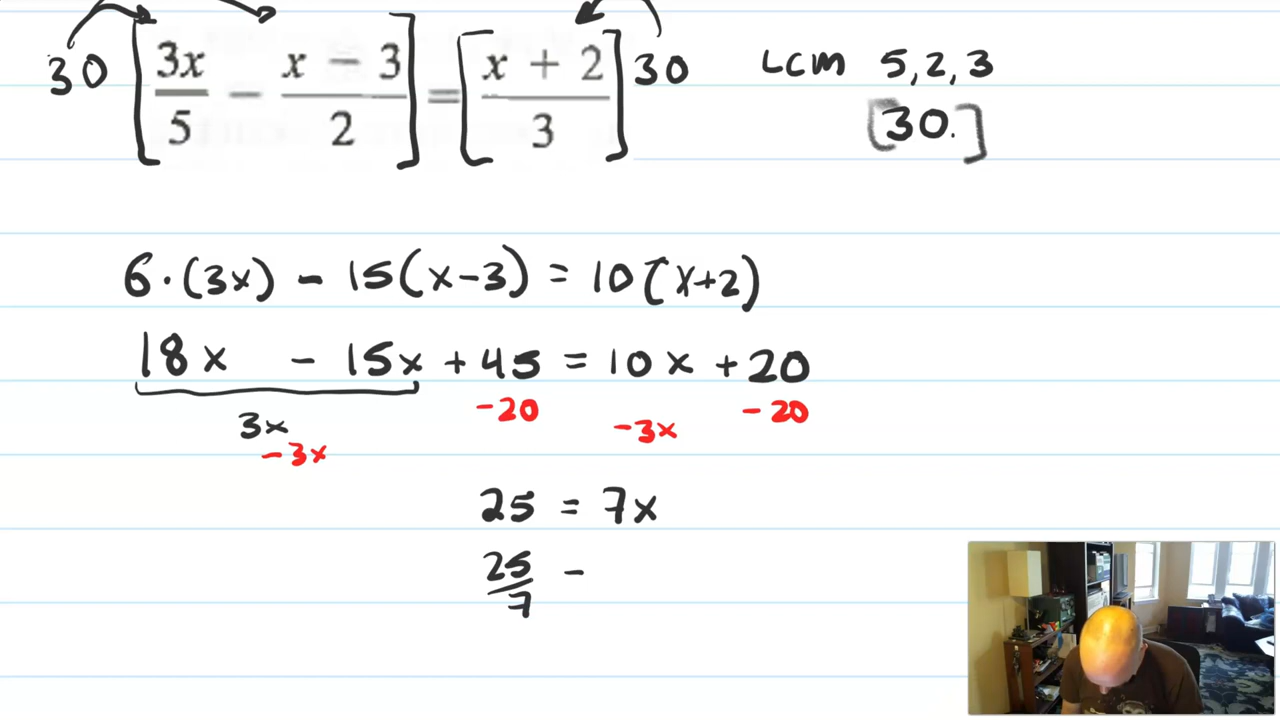 30 [3x/5 − (x − 3)/2] = [(x + 2)/3] 30
LCM 5, 2, 3
[30.]
6·(3x) − 15(x−3) = 10(x+2)
18x − 15x + 45 = 10x + 20
−20 −20
3x
−3x −3x
25 = 7x
25/7 −